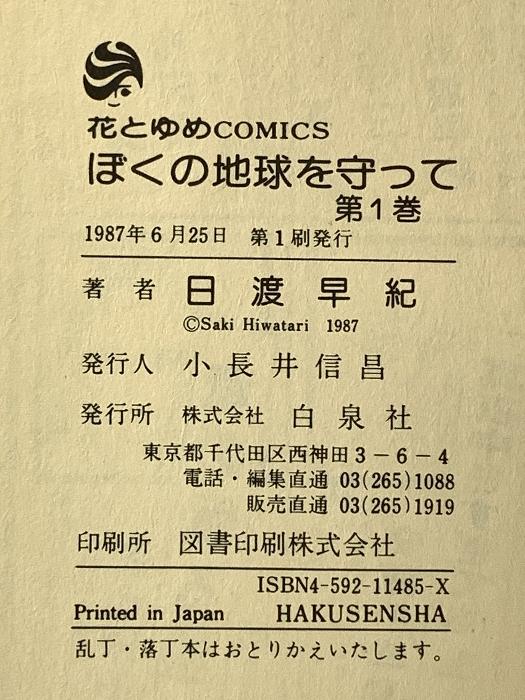 花とゆめCOMICS
ぼくの地球を守って
第1巻
1987年6月25日 第1刷発行
著者 日渡早紀
©Saki Hiwatari 1987
発行人 小長井信昌
発行所 株式会社 白泉社
東京都千代田区西神田3-6-4
電話・編集直通 03(265)1088
販売直通 03(265)1919
印刷所 図書印刷株式会社
ISBN4-592-11485-X
Printed in Japan HAKUSENSHA
乱丁・落丁本はおとりかえいたします。